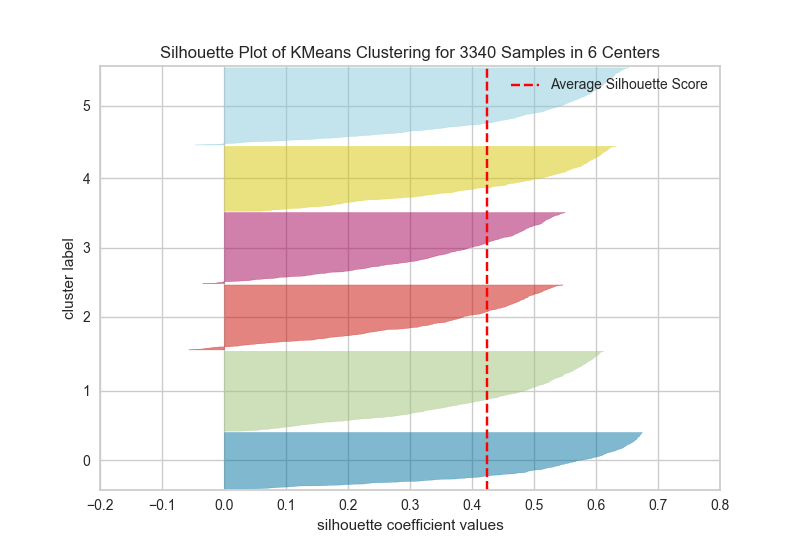 Silhouette Plot of KMeans Clustering for 3340 Samples in 6 Centers
Average Silhouette Score
5
4
3
2
1
0
cluster label
−0.2 −0.1 0.0 0.1 0.2 0.3 0.4 0.5 0.6 0.7 0.8
silhouette coefficient values